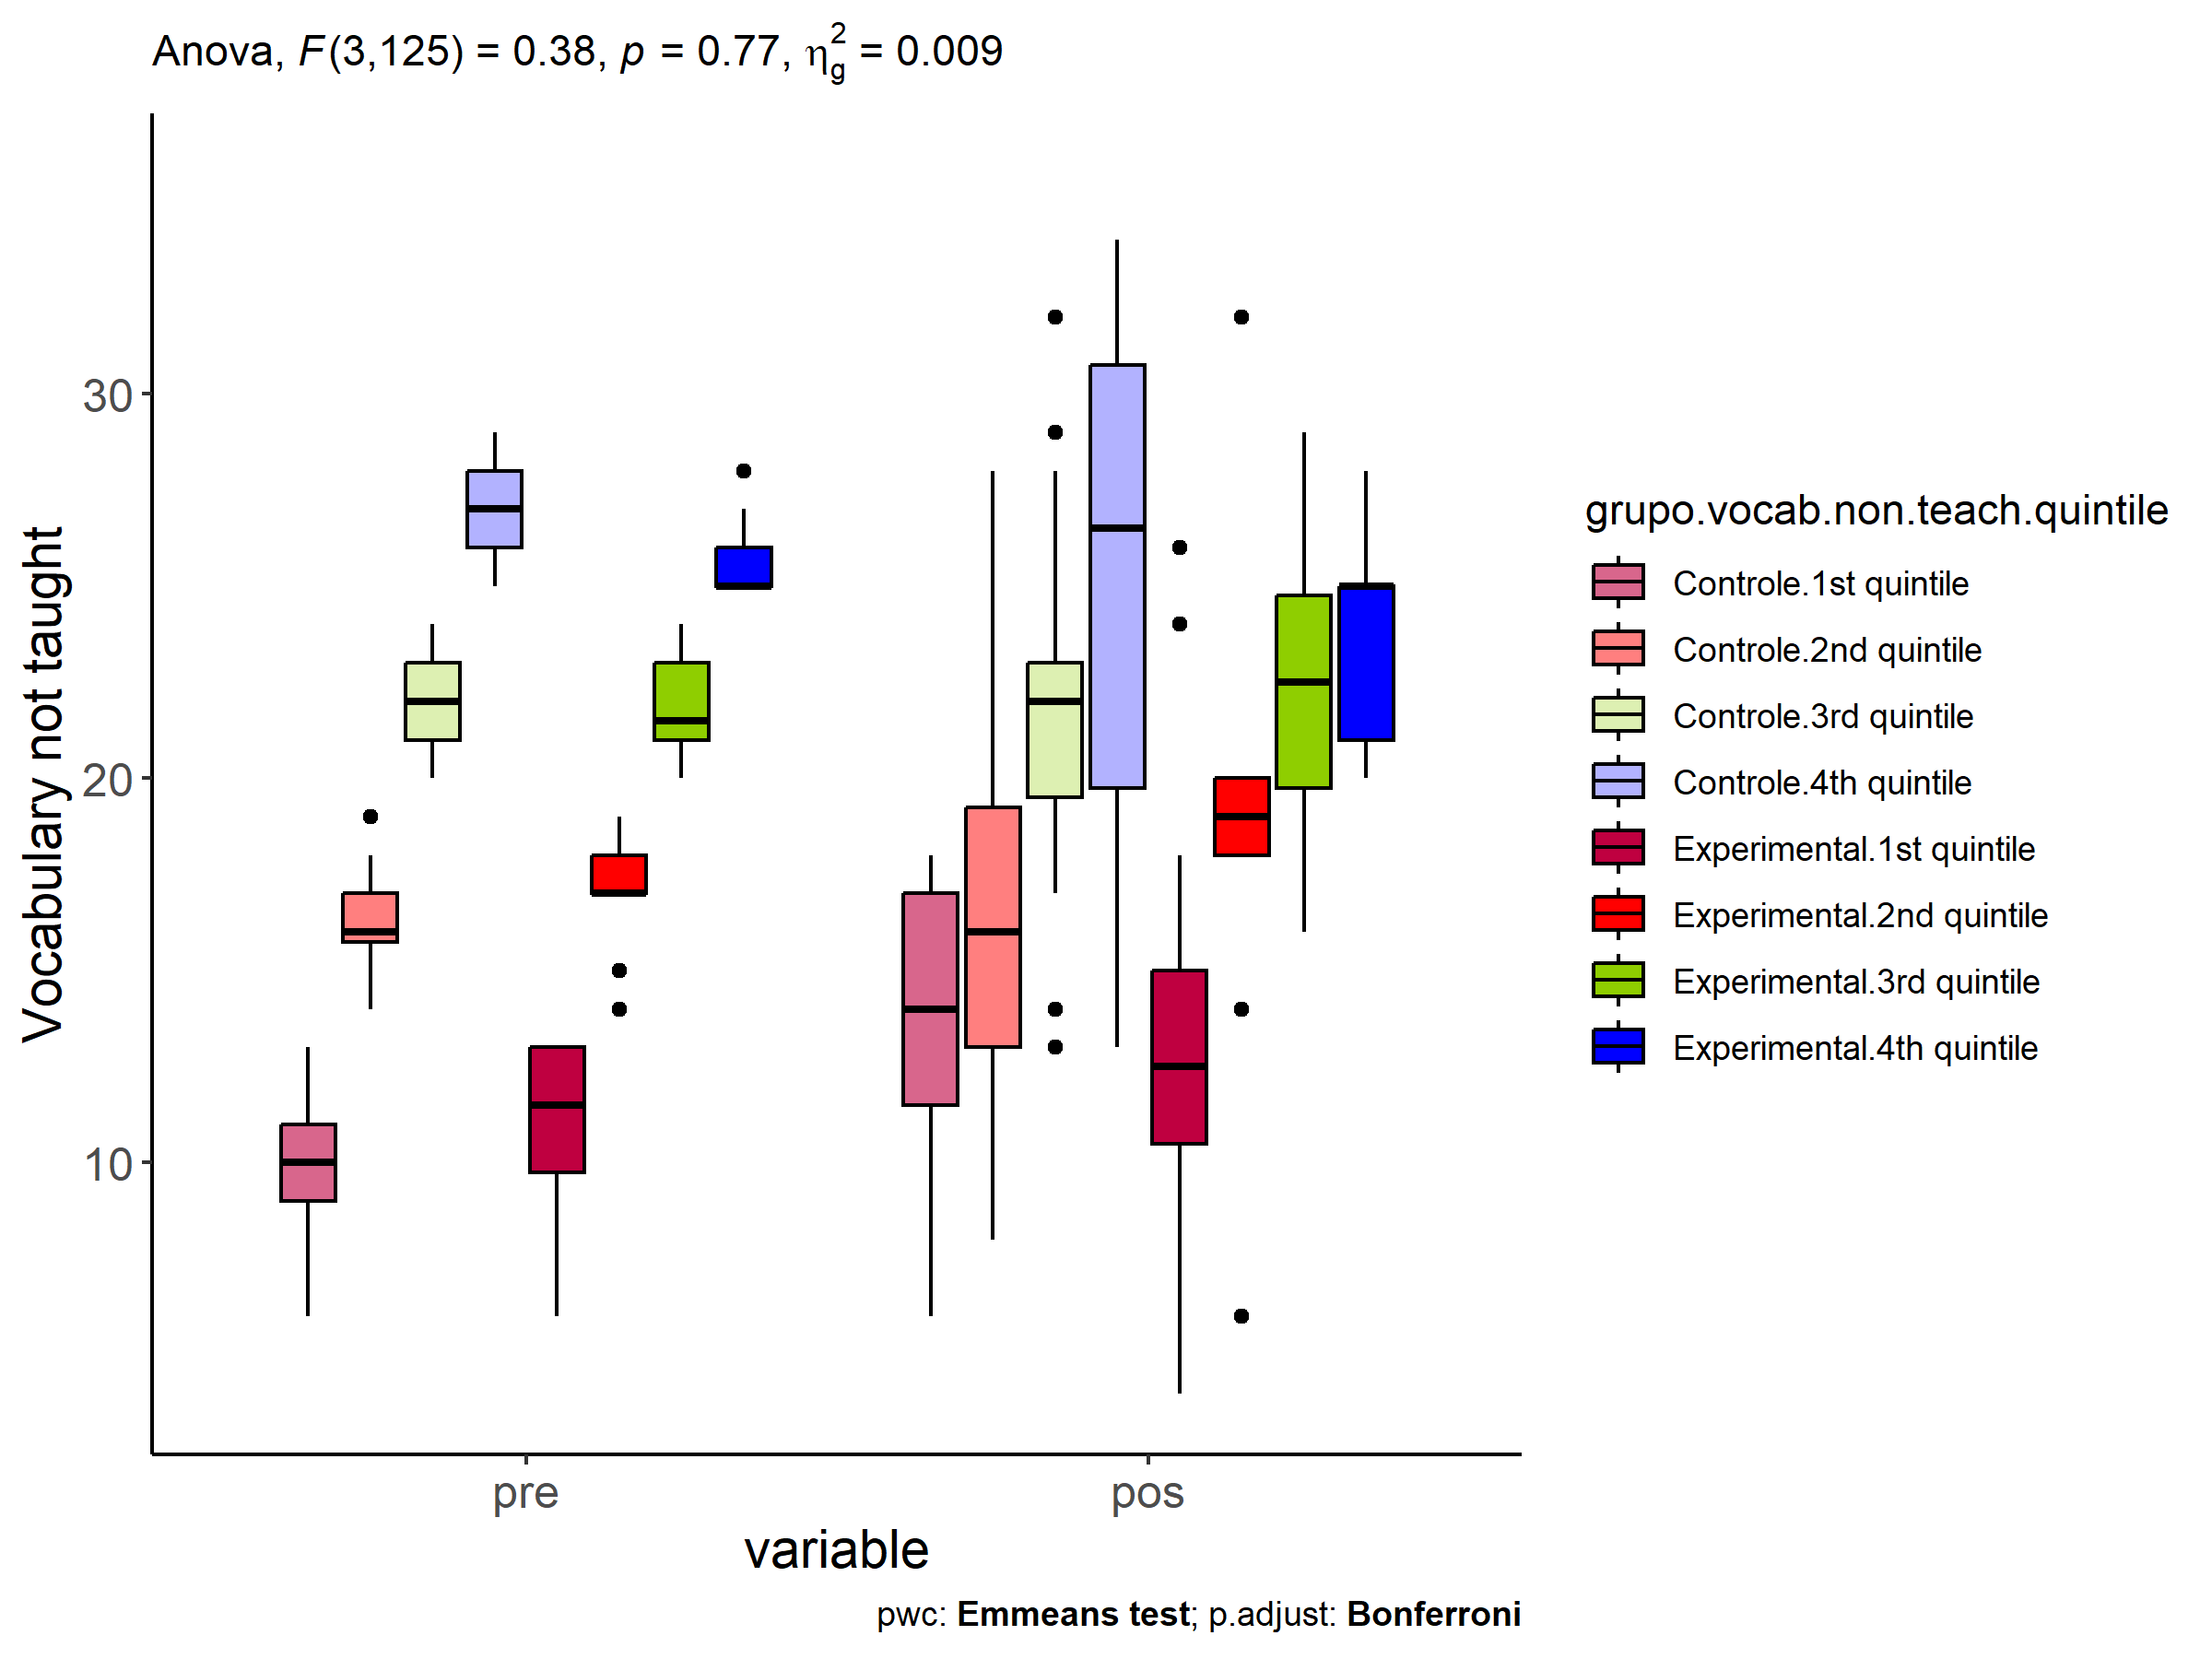 Anova, F(3,125) = 0.38, p = 0.77, η²g = 0.009
Vocabulary not taught
30
20
10
pre
pos
variable
grupo.vocab.non.teach.quintile
Controle.1st quintile
Controle.2nd quintile
Controle.3rd quintile
Controle.4th quintile
Experimental.1st quintile
Experimental.2nd quintile
Experimental.3rd quintile
Experimental.4th quintile
pwc: Emmeans test; p.adjust: Bonferroni